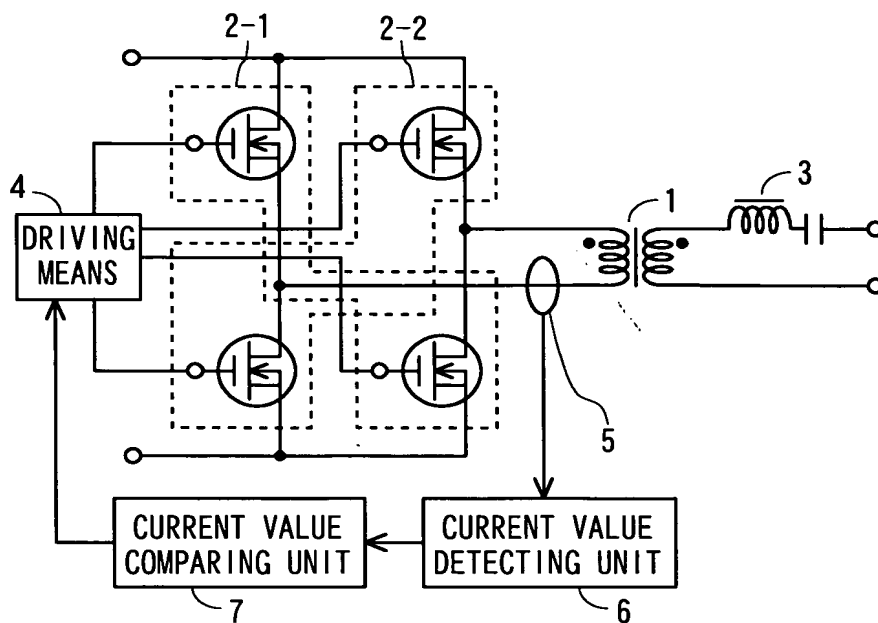 2-1
2-2
4
DRIVING
MEANS
1
3
5
CURRENT VALUE
COMPARING UNIT
CURRENT VALUE
DETECTING UNIT
7
6